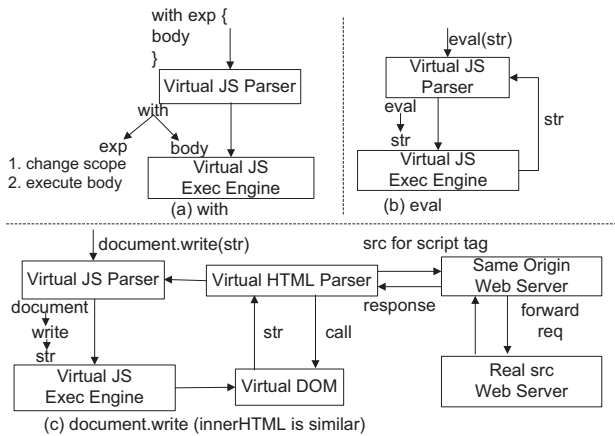 with exp {
body
}
Virtual JS Parser
with
exp
body
1. change scope
2. execute body
Virtual JS
Exec Engine
(a) with
eval(str)
Virtual JS
Parser
eval
str
str
Virtual JS
Exec Engine
(b) eval
document.write(str)
src for script tag
Virtual JS Parser
Virtual HTML Parser
Same Origin
Web Server
response
document
write
str
str
call
forward
req
Virtual JS
Exec Engine
Virtual DOM
Real src
Web Server
(c) document.write (innerHTML is similar)